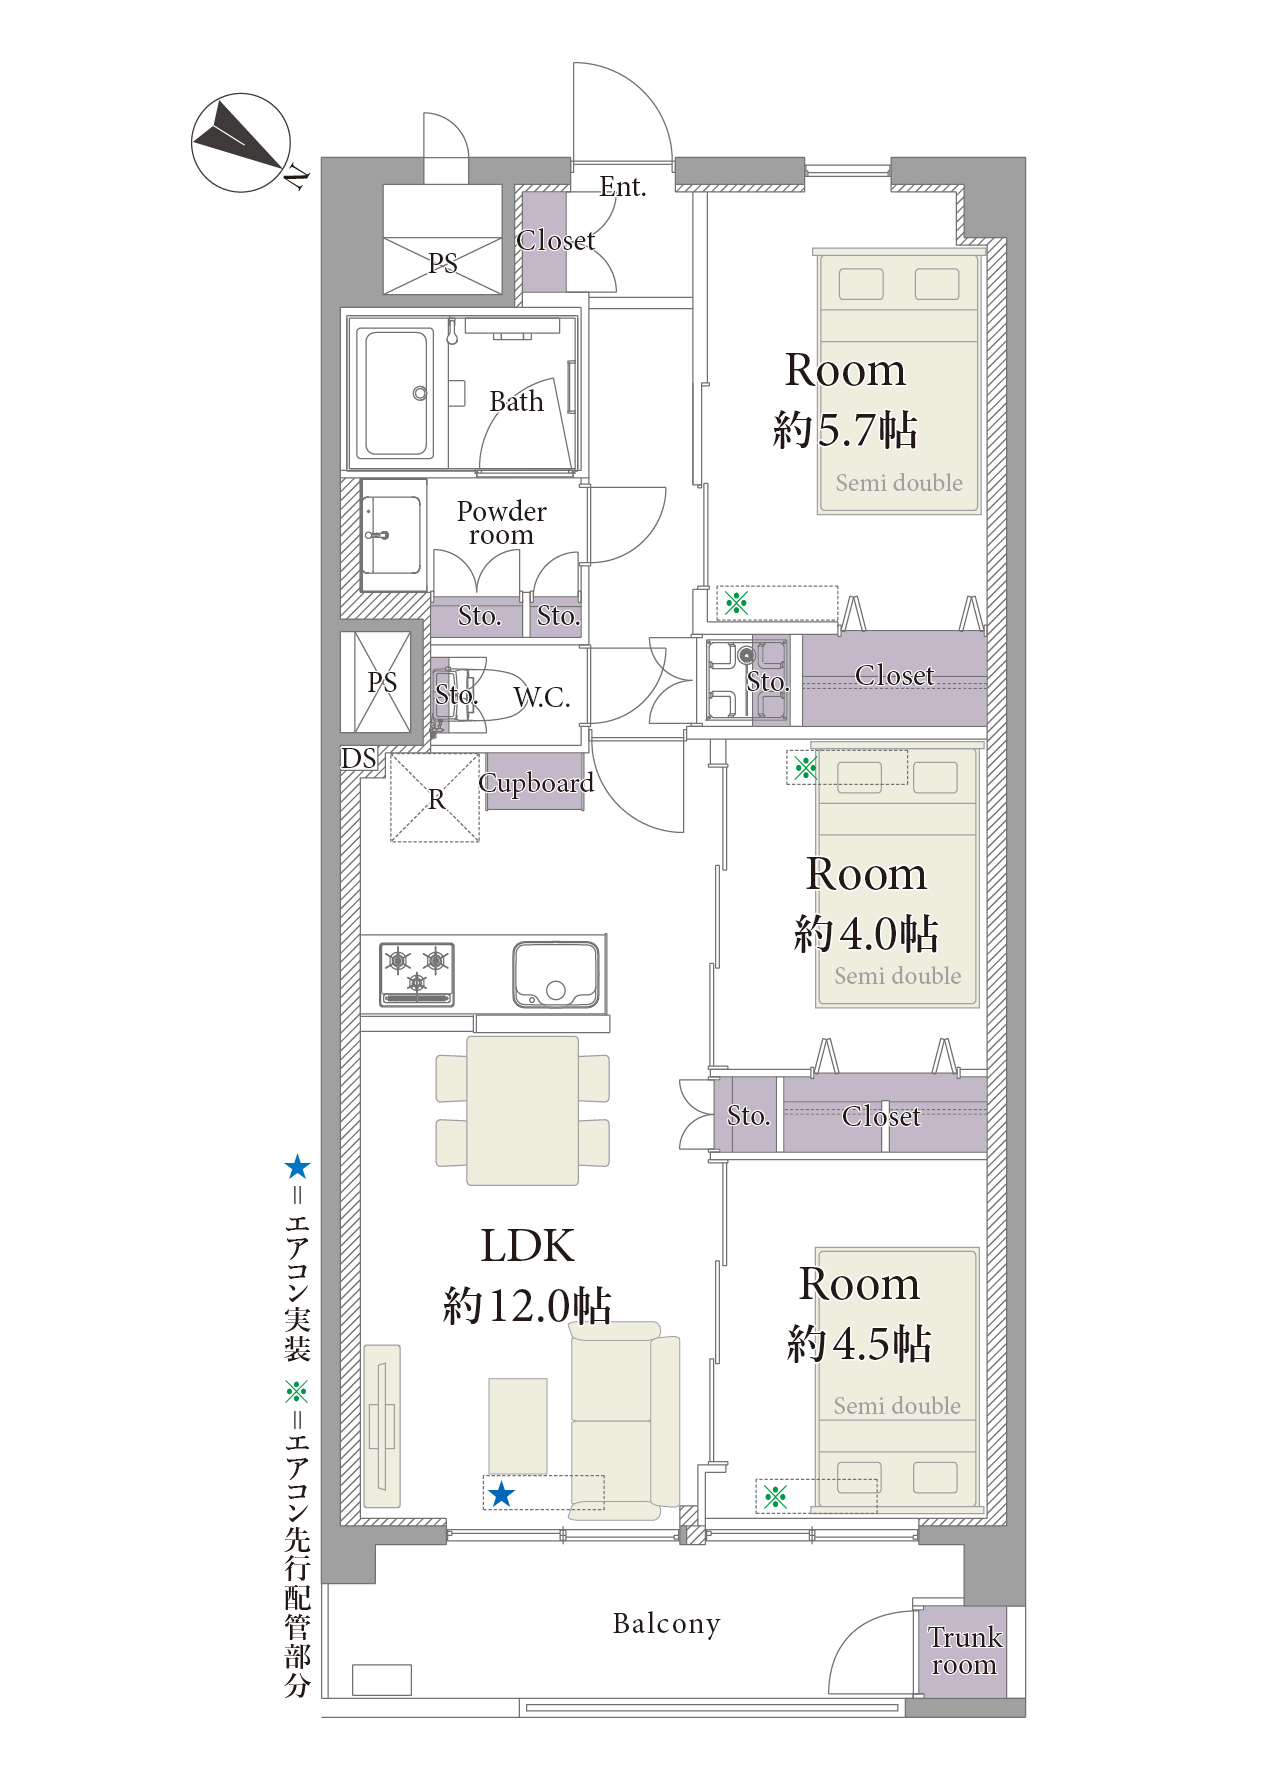 N
Ent.
Closet
PS
Bath
Room
約5.7帖
Semi double
Powder
room
Sto.
Sto.
※
PS
Sto.
W.C.
Sto.
Closet
DS
R
Cupboard
※
Room
約4.0帖
Semi double
Sto.
Closet
LDK
約12.0帖
Room
約4.5帖
Semi double
★
※
★=エアコン実装 ※=エアコン先行配管部分
Balcony
Trunk
room